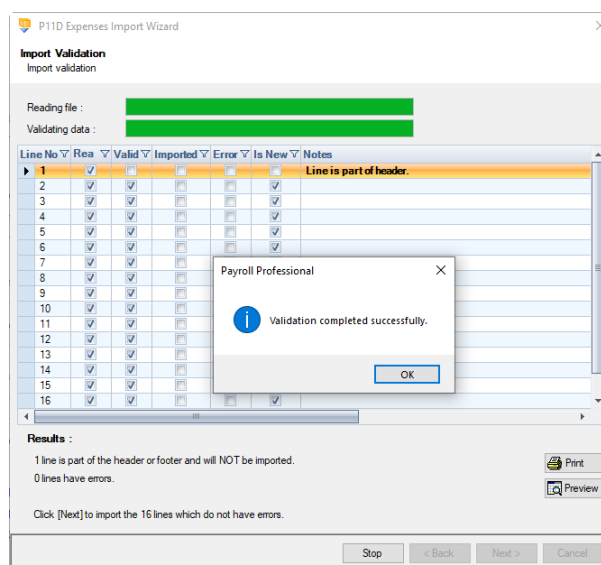 P11D Expenses Import Wizard
Import Validation
Import validation
Reading file :
Validating data :
Line No Rea Valid Imported Error Is New Notes
1 Line is part of header.
2
3
4
5
6
7
8
9
10
11
12
13
14
15
16
Payroll Professional
Validation completed successfully.
OK
Results :
1 line is part of the header or footer and will NOT be imported.
0 lines have errors.
Click [Next] to import the 16 lines which do not have errors.
Print
Preview
Stop < Back Next > Cancel